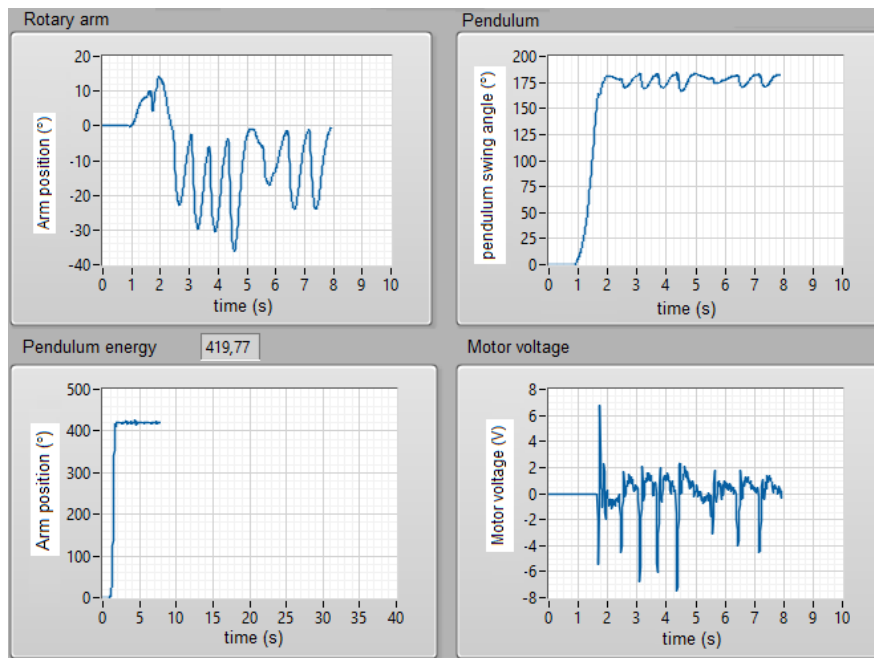 Rotary arm
Arm position (°)
20
10
0
-10
-20
-30
-40
0 1 2 3 4 5 6 7 8 9 10
time (s)
Pendulum
pendulum swing angle (°)
200
175
150
125
100
75
50
25
0
0 1 2 3 4 5 6 7 8 9 10
time (s)
Pendulum energy 419,77
Arm position (°)
500
400
300
200
100
0
0 5 10 15 20 25 30 35 40
time (s)
Motor voltage
Motor voltage (V)
8
6
4
2
0
-2
-4
-6
-8
0 1 2 3 4 5 6 7 8 9 10
time (s)